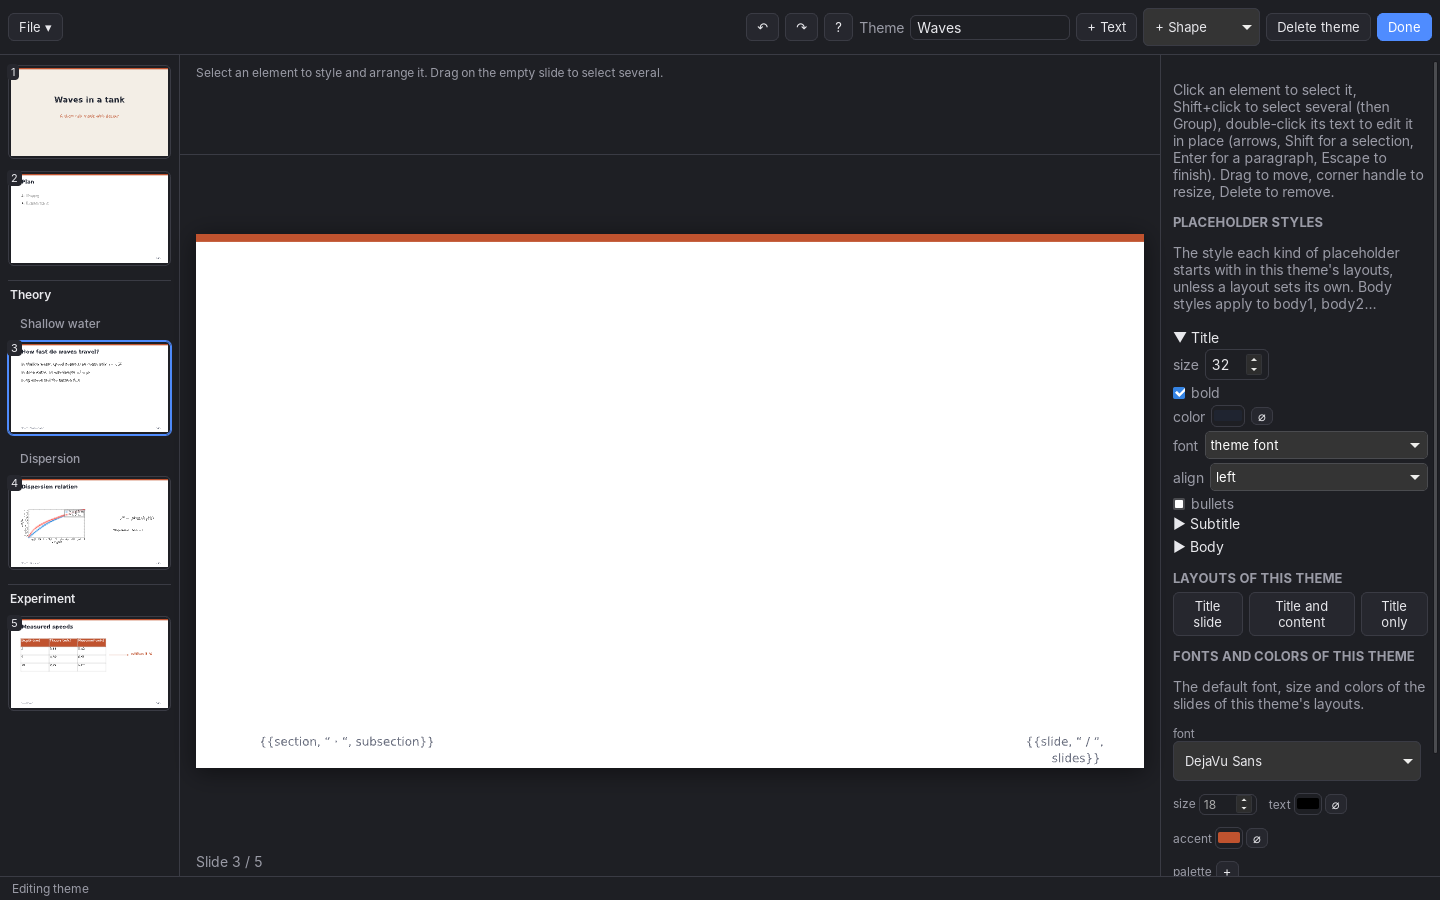 File ▾
↶
↷
?
Theme
Waves
+ Text
+ Shape
Delete theme
Done
1
Waves in a tank
2
Plan
Theory
Shallow water
3
How fast do waves travel?
Dispersion
4
Dispersion relation
Experiment
5
Measured speeds
Select an element to style and arrange it. Drag on the empty slide to select several.
{{section, “ · “, subsection}}
{{slide, “ / “,
slides}}
Slide 3 / 5
Click an element to select it,
Shift+click to select several (then
Group), double-click its text to edit it
in place (arrows, Shift for a selection,
Enter for a paragraph, Escape to
finish). Drag to move, corner handle to
resize, Delete to remove.
PLACEHOLDER STYLES
The style each kind of placeholder
starts with in this theme's layouts,
unless a layout sets its own. Body
styles apply to body1, body2...
▼ Title
size 32
bold
color ⌀
font theme font
align left
bullets
▶ Subtitle
▶ Body
LAYOUTS OF THIS THEME
Title slide
Title and content
Title only
FONTS AND COLORS OF THIS THEME
The default font, size and colors of the
slides of this theme's layouts.
font
DejaVu Sans
size 18 text ⌀
accent ⌀
palette +
Editing theme